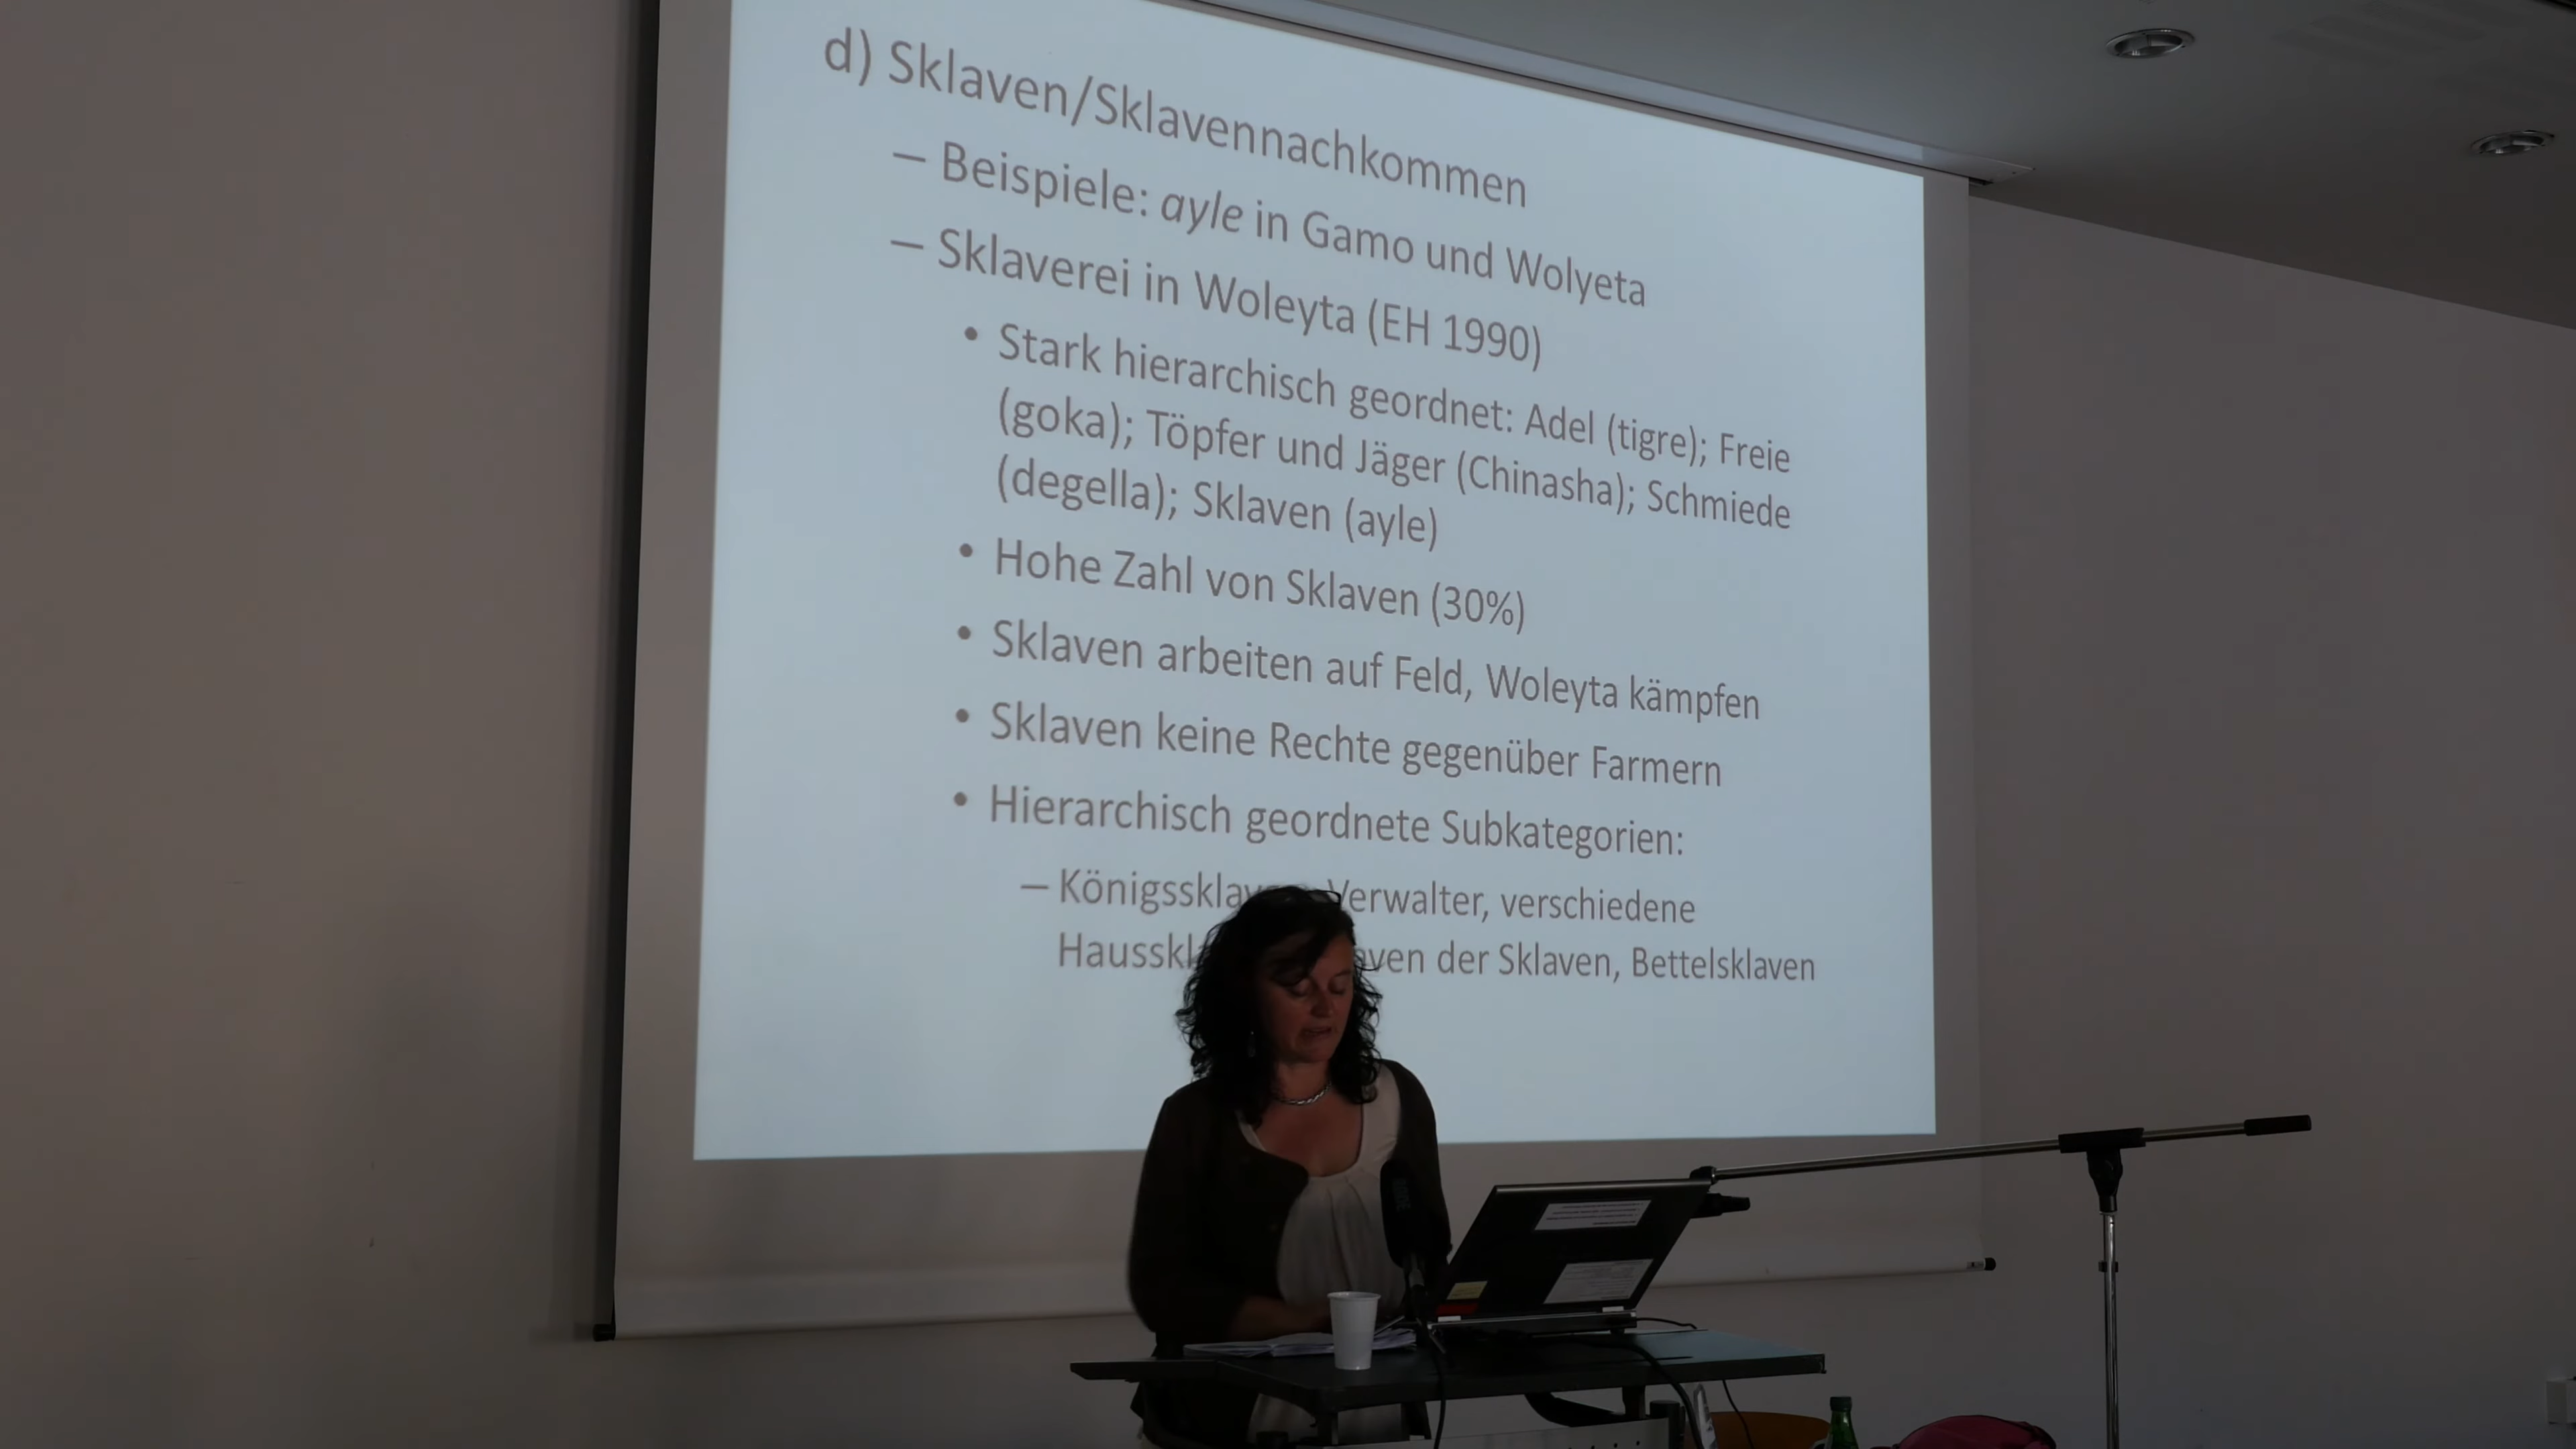 d) Sklaven/Sklavennachkommen
– Beispiele: ayle in Gamo und Wolyeta
– Sklaverei in Woleyta (EH 1990)
• Stark hierarchisch geordnet: Adel (tigre); Freie
(goka); Töpfer und Jäger (Chinasha); Schmiede
(degella); Sklaven (ayle)
• Hohe Zahl von Sklaven (30%)
• Sklaven arbeiten auf Feld, Woleyta kämpfen
• Sklaven keine Rechte gegenüber Farmern
• Hierarchisch geordnete Subkategorien:
– Verwalter, verschiedene
der Sklaven, Bettelsklaven